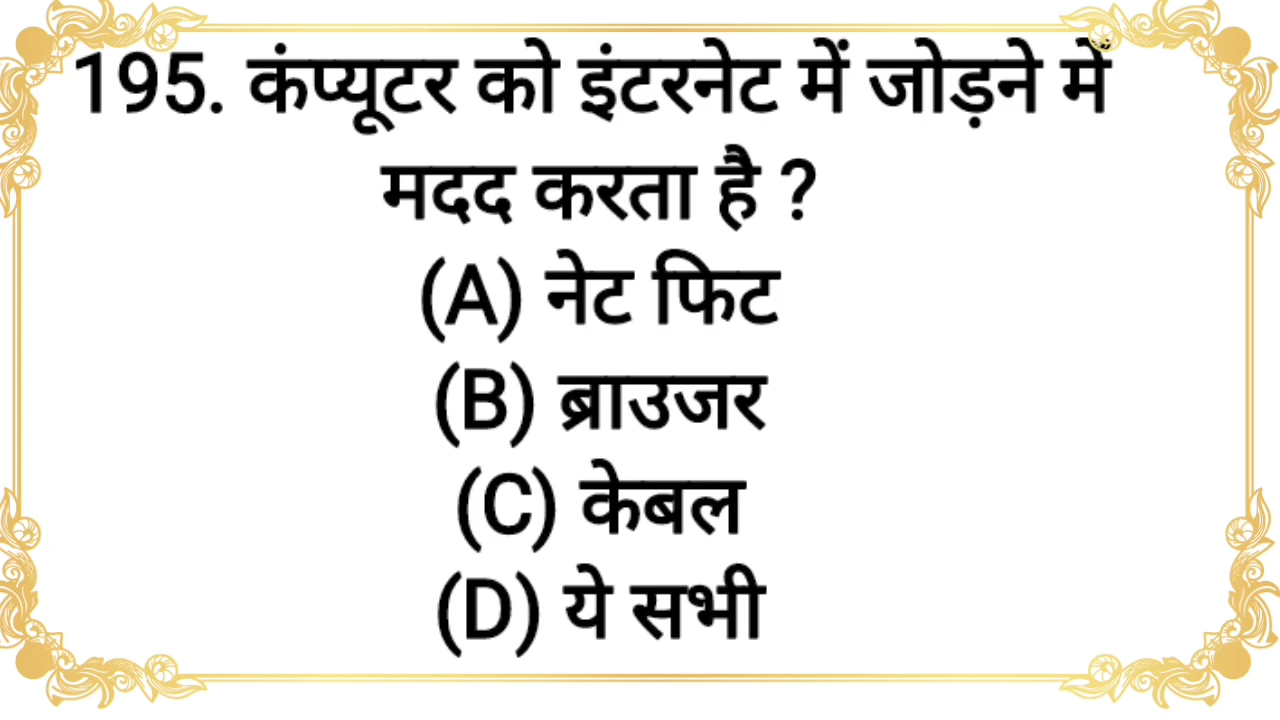 195. कंप्यूटर को इंटरनेट में जोड़ने में
मदद करता है ?
(A) नेट फिट
(B) ब्राउजर
(C) केबल
(D) ये सभी